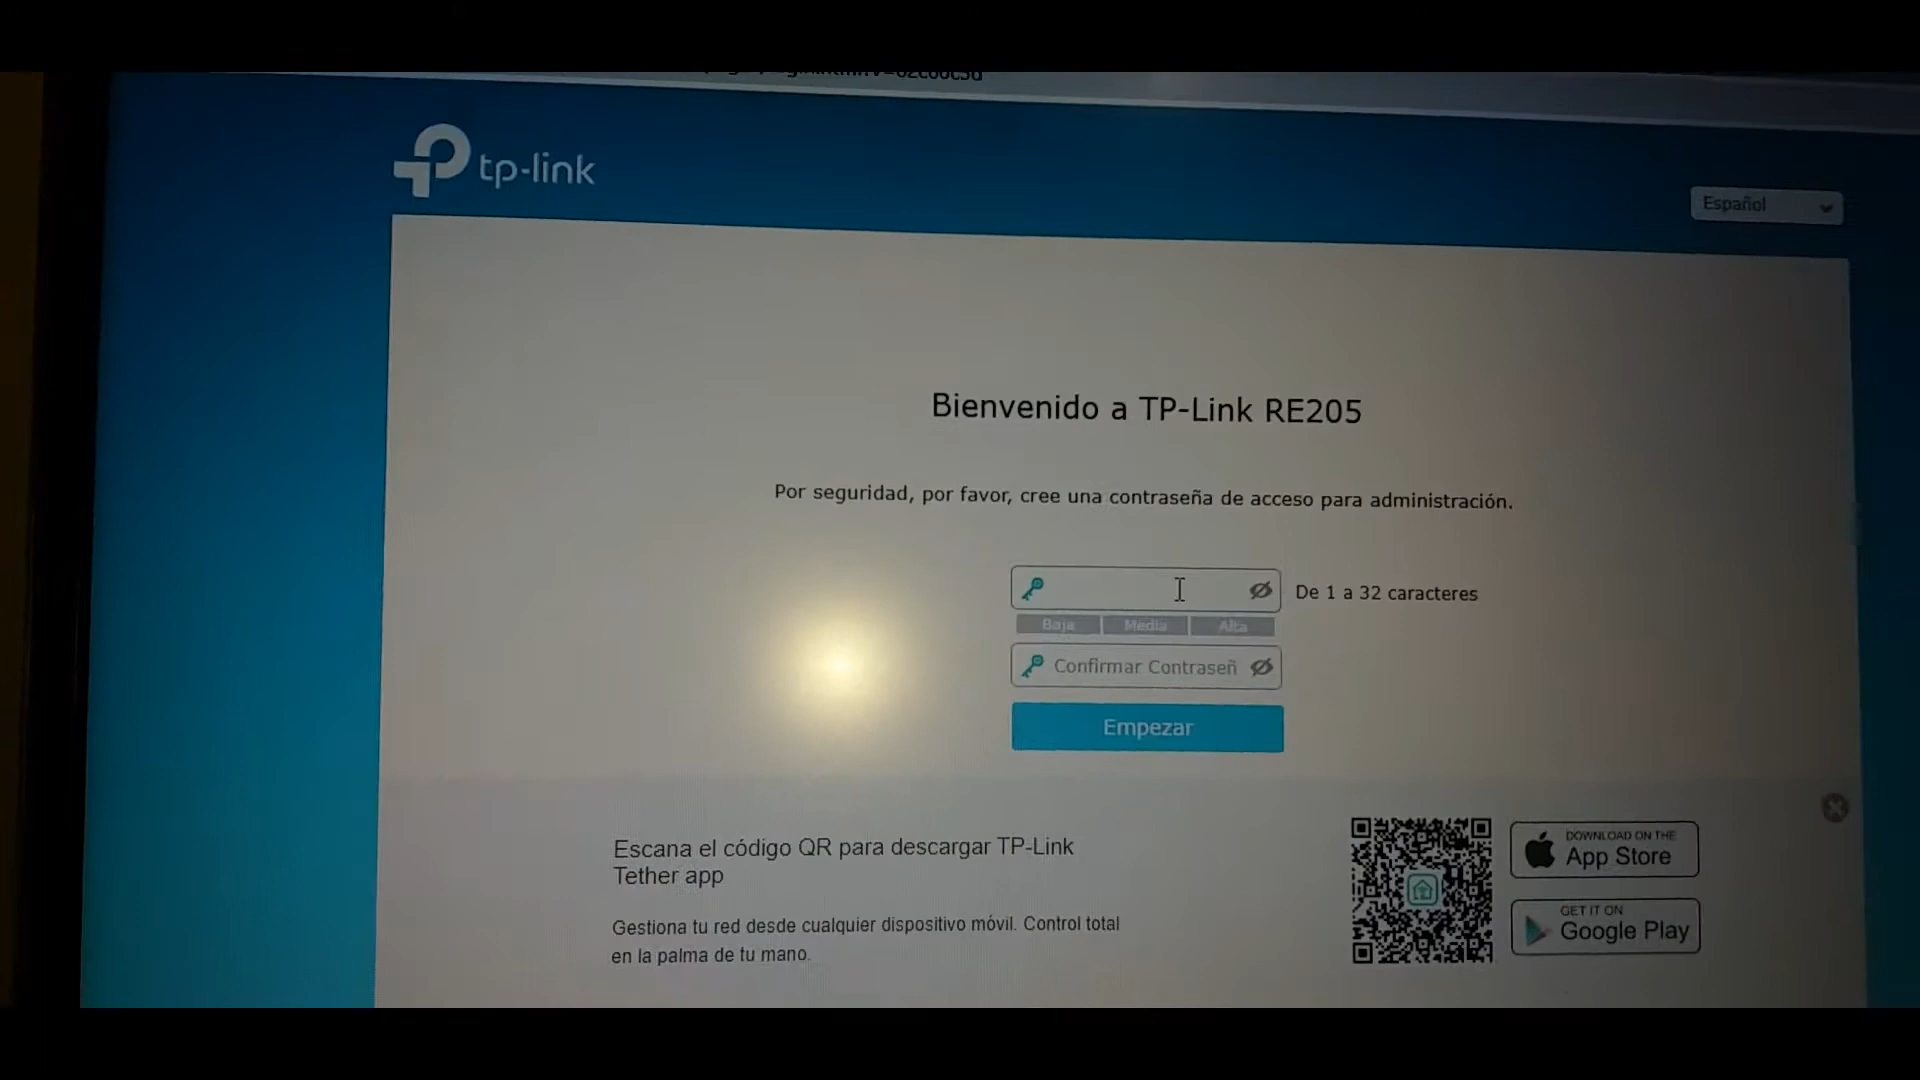 tp-link
Español
Bienvenido a TP-Link RE205
Por seguridad, por favor, cree una contraseña de acceso para administración.
De 1 a 32 caracteres
Baja Media Alta
Confirmar Contraseñ
Empezar
Escana el código QR para descargar TP-Link
Tether app
Gestiona tu red desde cualquier dispositivo móvil. Control total
en la palma de tu mano.
DOWNLOAD ON THE
App Store
GET IT ON
Google Play